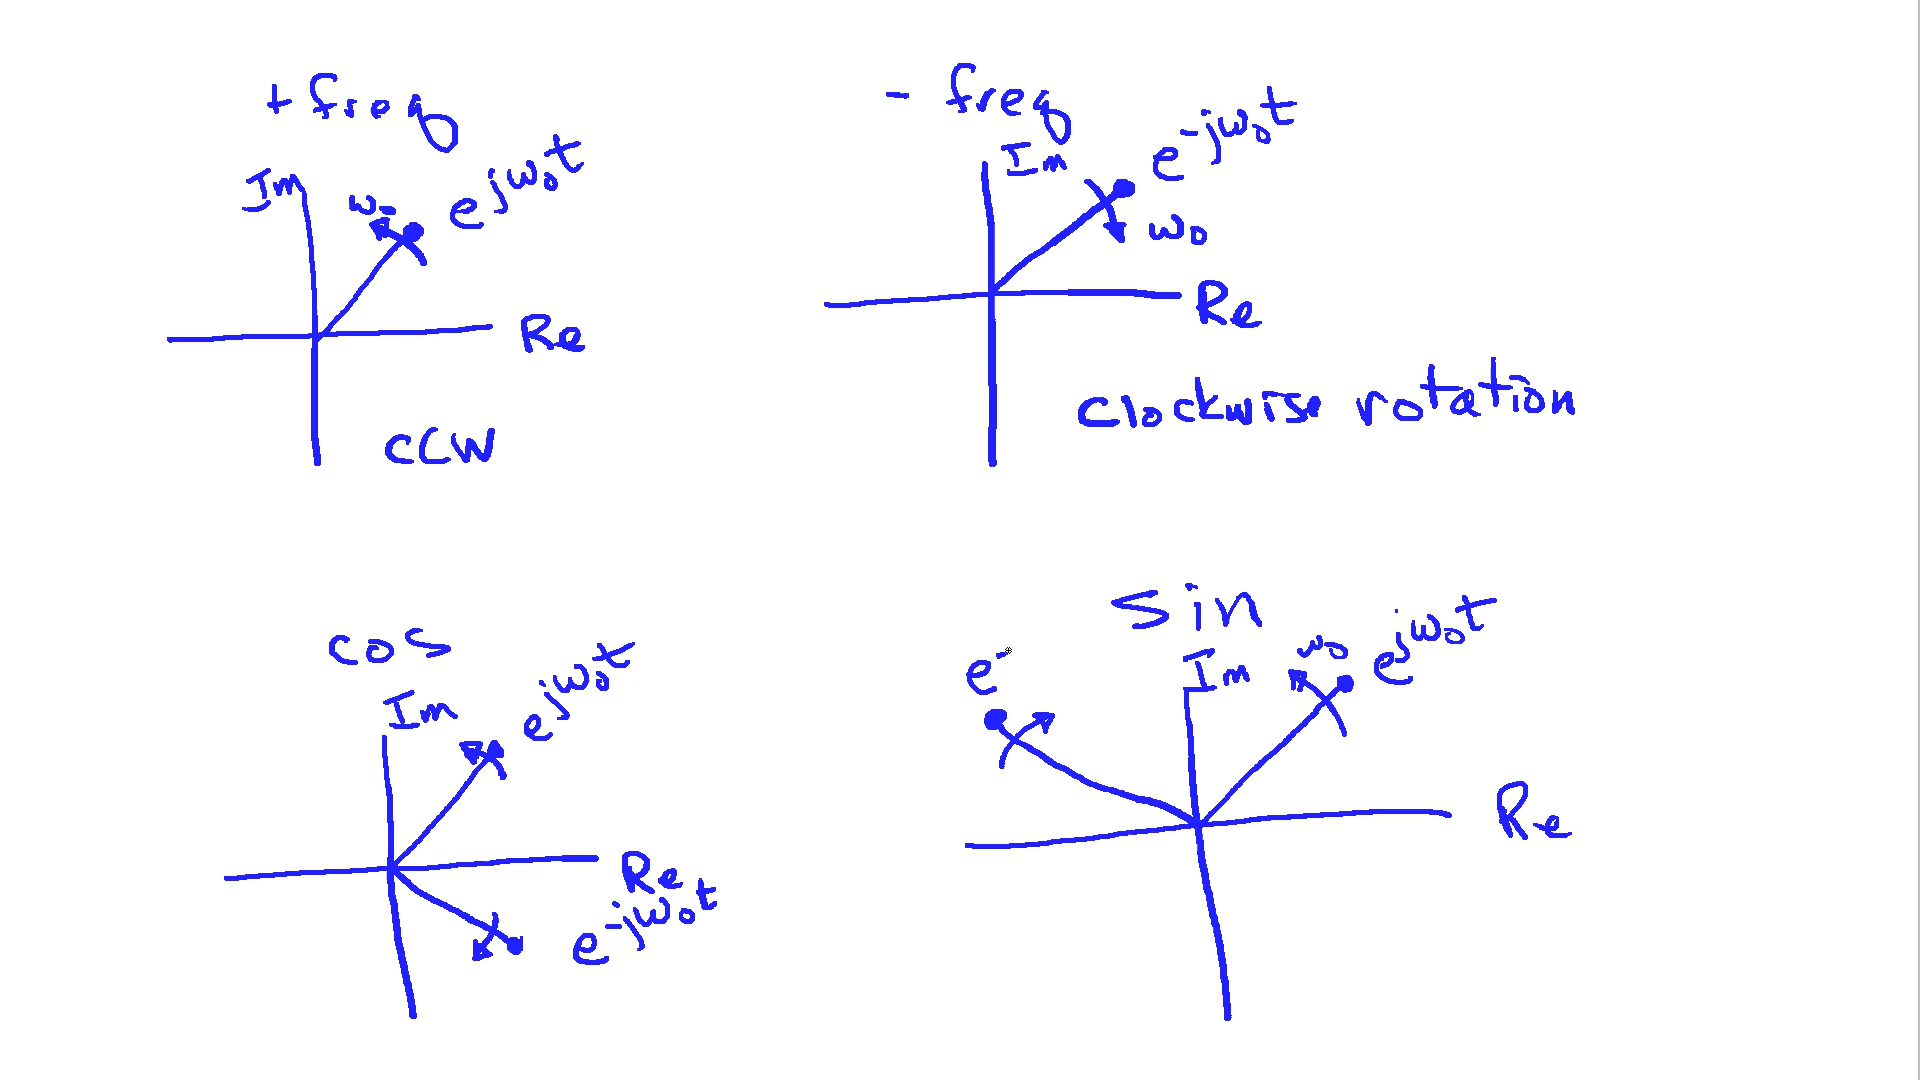 + freq
Im
ω₀
e^{jω₀t}
Re
CCW
- freq
Im
e^{-jω₀t}
ω₀
Re
clockwise rotation
cos
Im
e^{jω₀t}
Re
e^{-jω₀t}
sin
Im
ω₀
e^{jω₀t}
e^{-}
Re